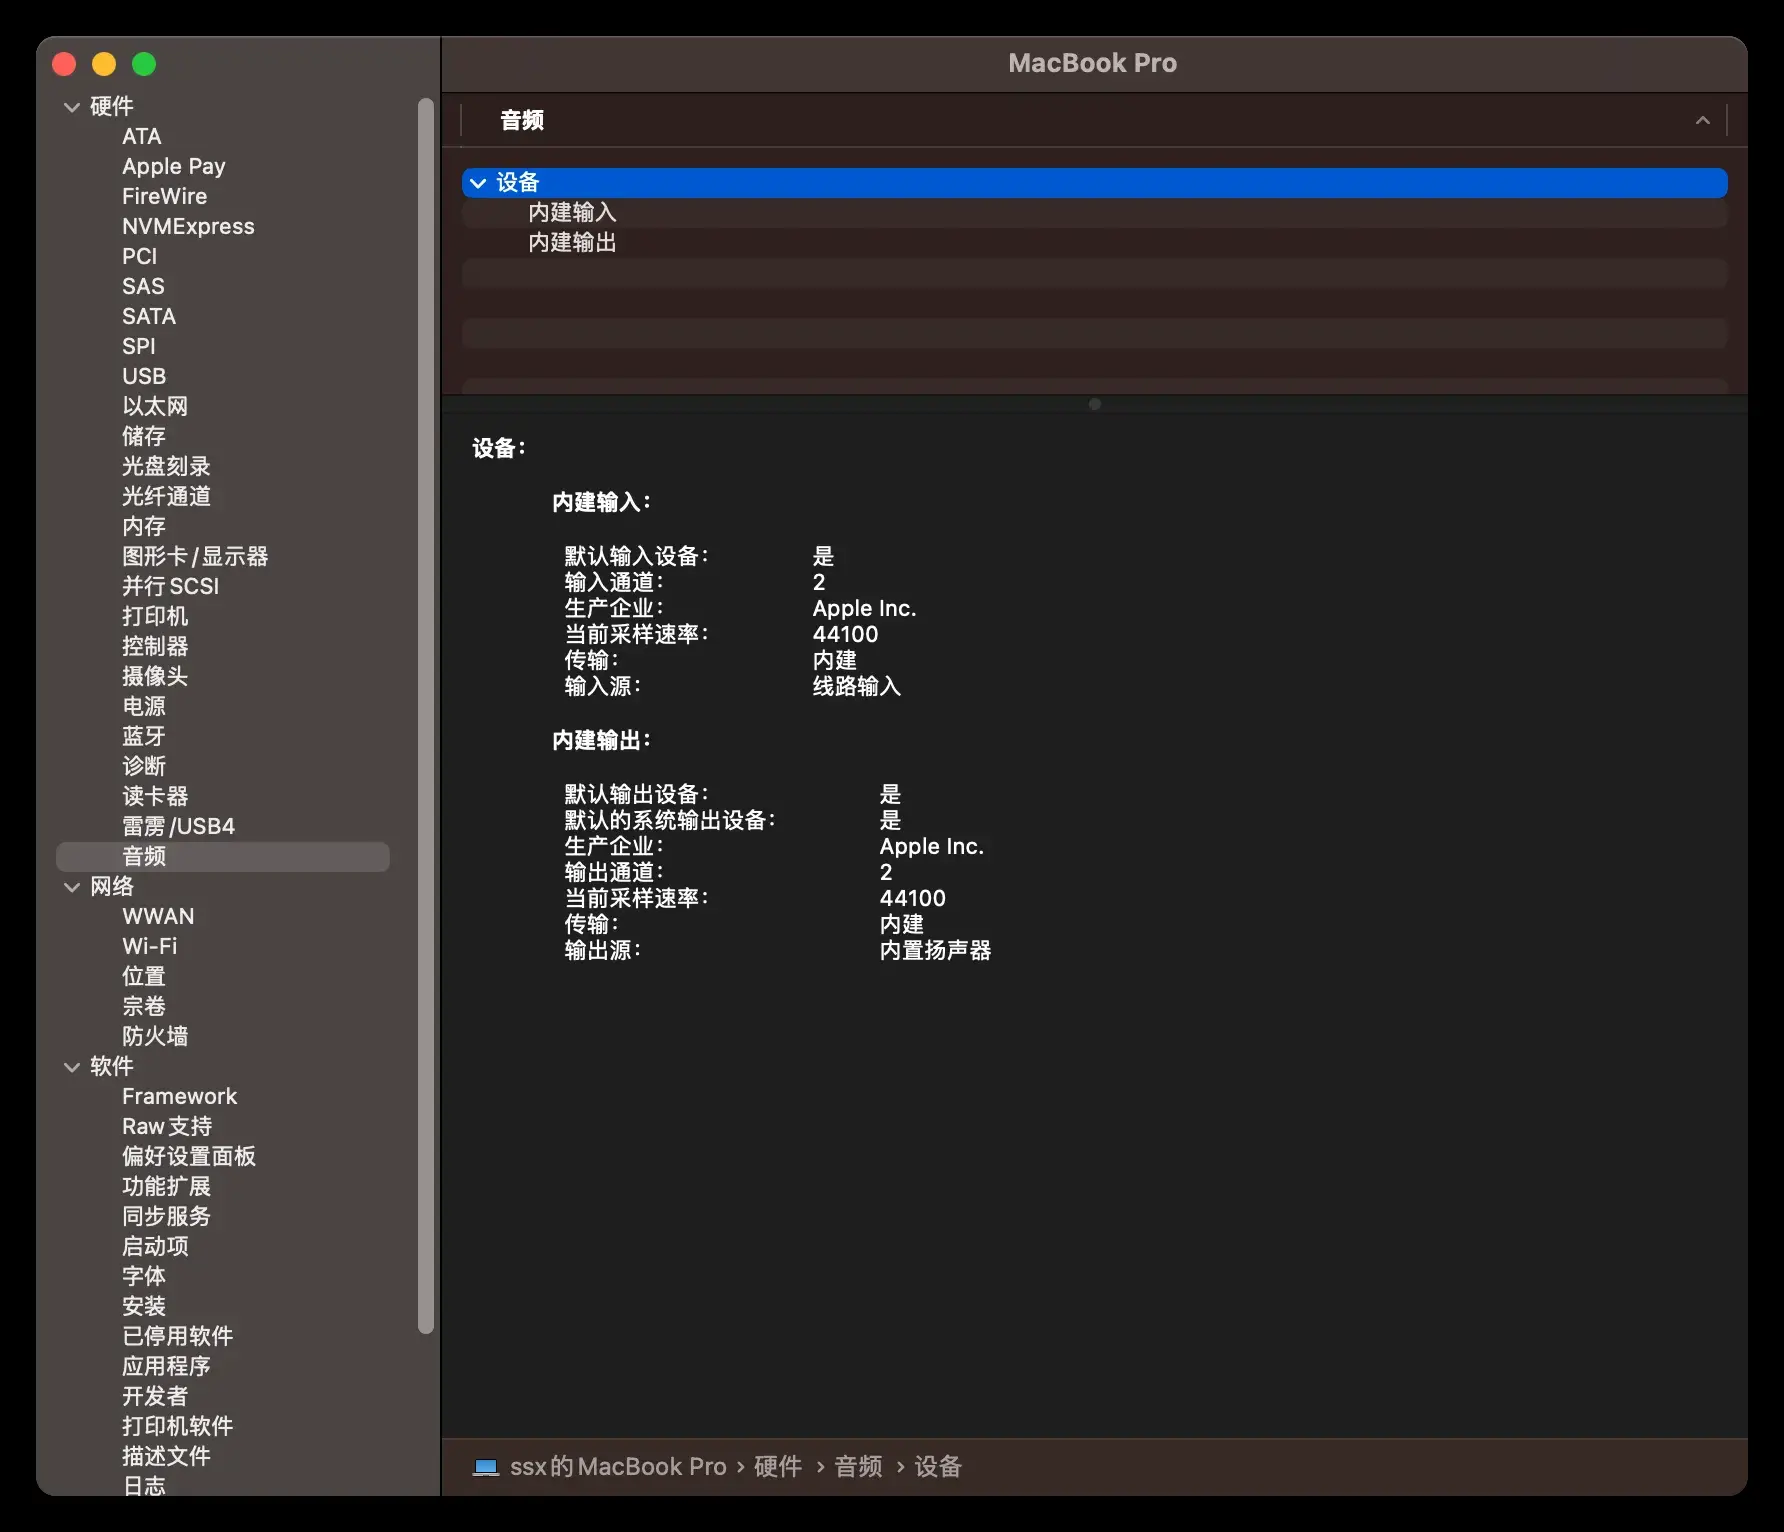 硬件
ATA
Apple Pay
FireWire
NVMExpress
PCI
SAS
SATA
SPI
USB
以太网
储存
光盘刻录
光纤通道
内存
图形卡/显示器
并行SCSI
打印机
控制器
摄像头
电源
蓝牙
诊断
读卡器
雷雳/USB4
音频
网络
WWAN
Wi-Fi
位置
宗卷
防火墙
软件
Framework
Raw支持
偏好设置面板
功能扩展
同步服务
启动项
字体
安装
已停用软件
应用程序
开发者
打印机软件
描述文件
日志
MacBook Pro
音频
设备
内建输入
内建输出
设备：
内建输入：
默认输入设备： 是
输入通道： 2
生产企业： Apple Inc.
当前采样速率： 44100
传输： 内建
输入源： 线路输入
内建输出：
默认输出设备： 是
默认的系统输出设备： 是
生产企业： Apple Inc.
输出通道： 2
当前采样速率： 44100
传输： 内建
输出源： 内置扬声器
ssx的MacBook Pro › 硬件 › 音频 › 设备